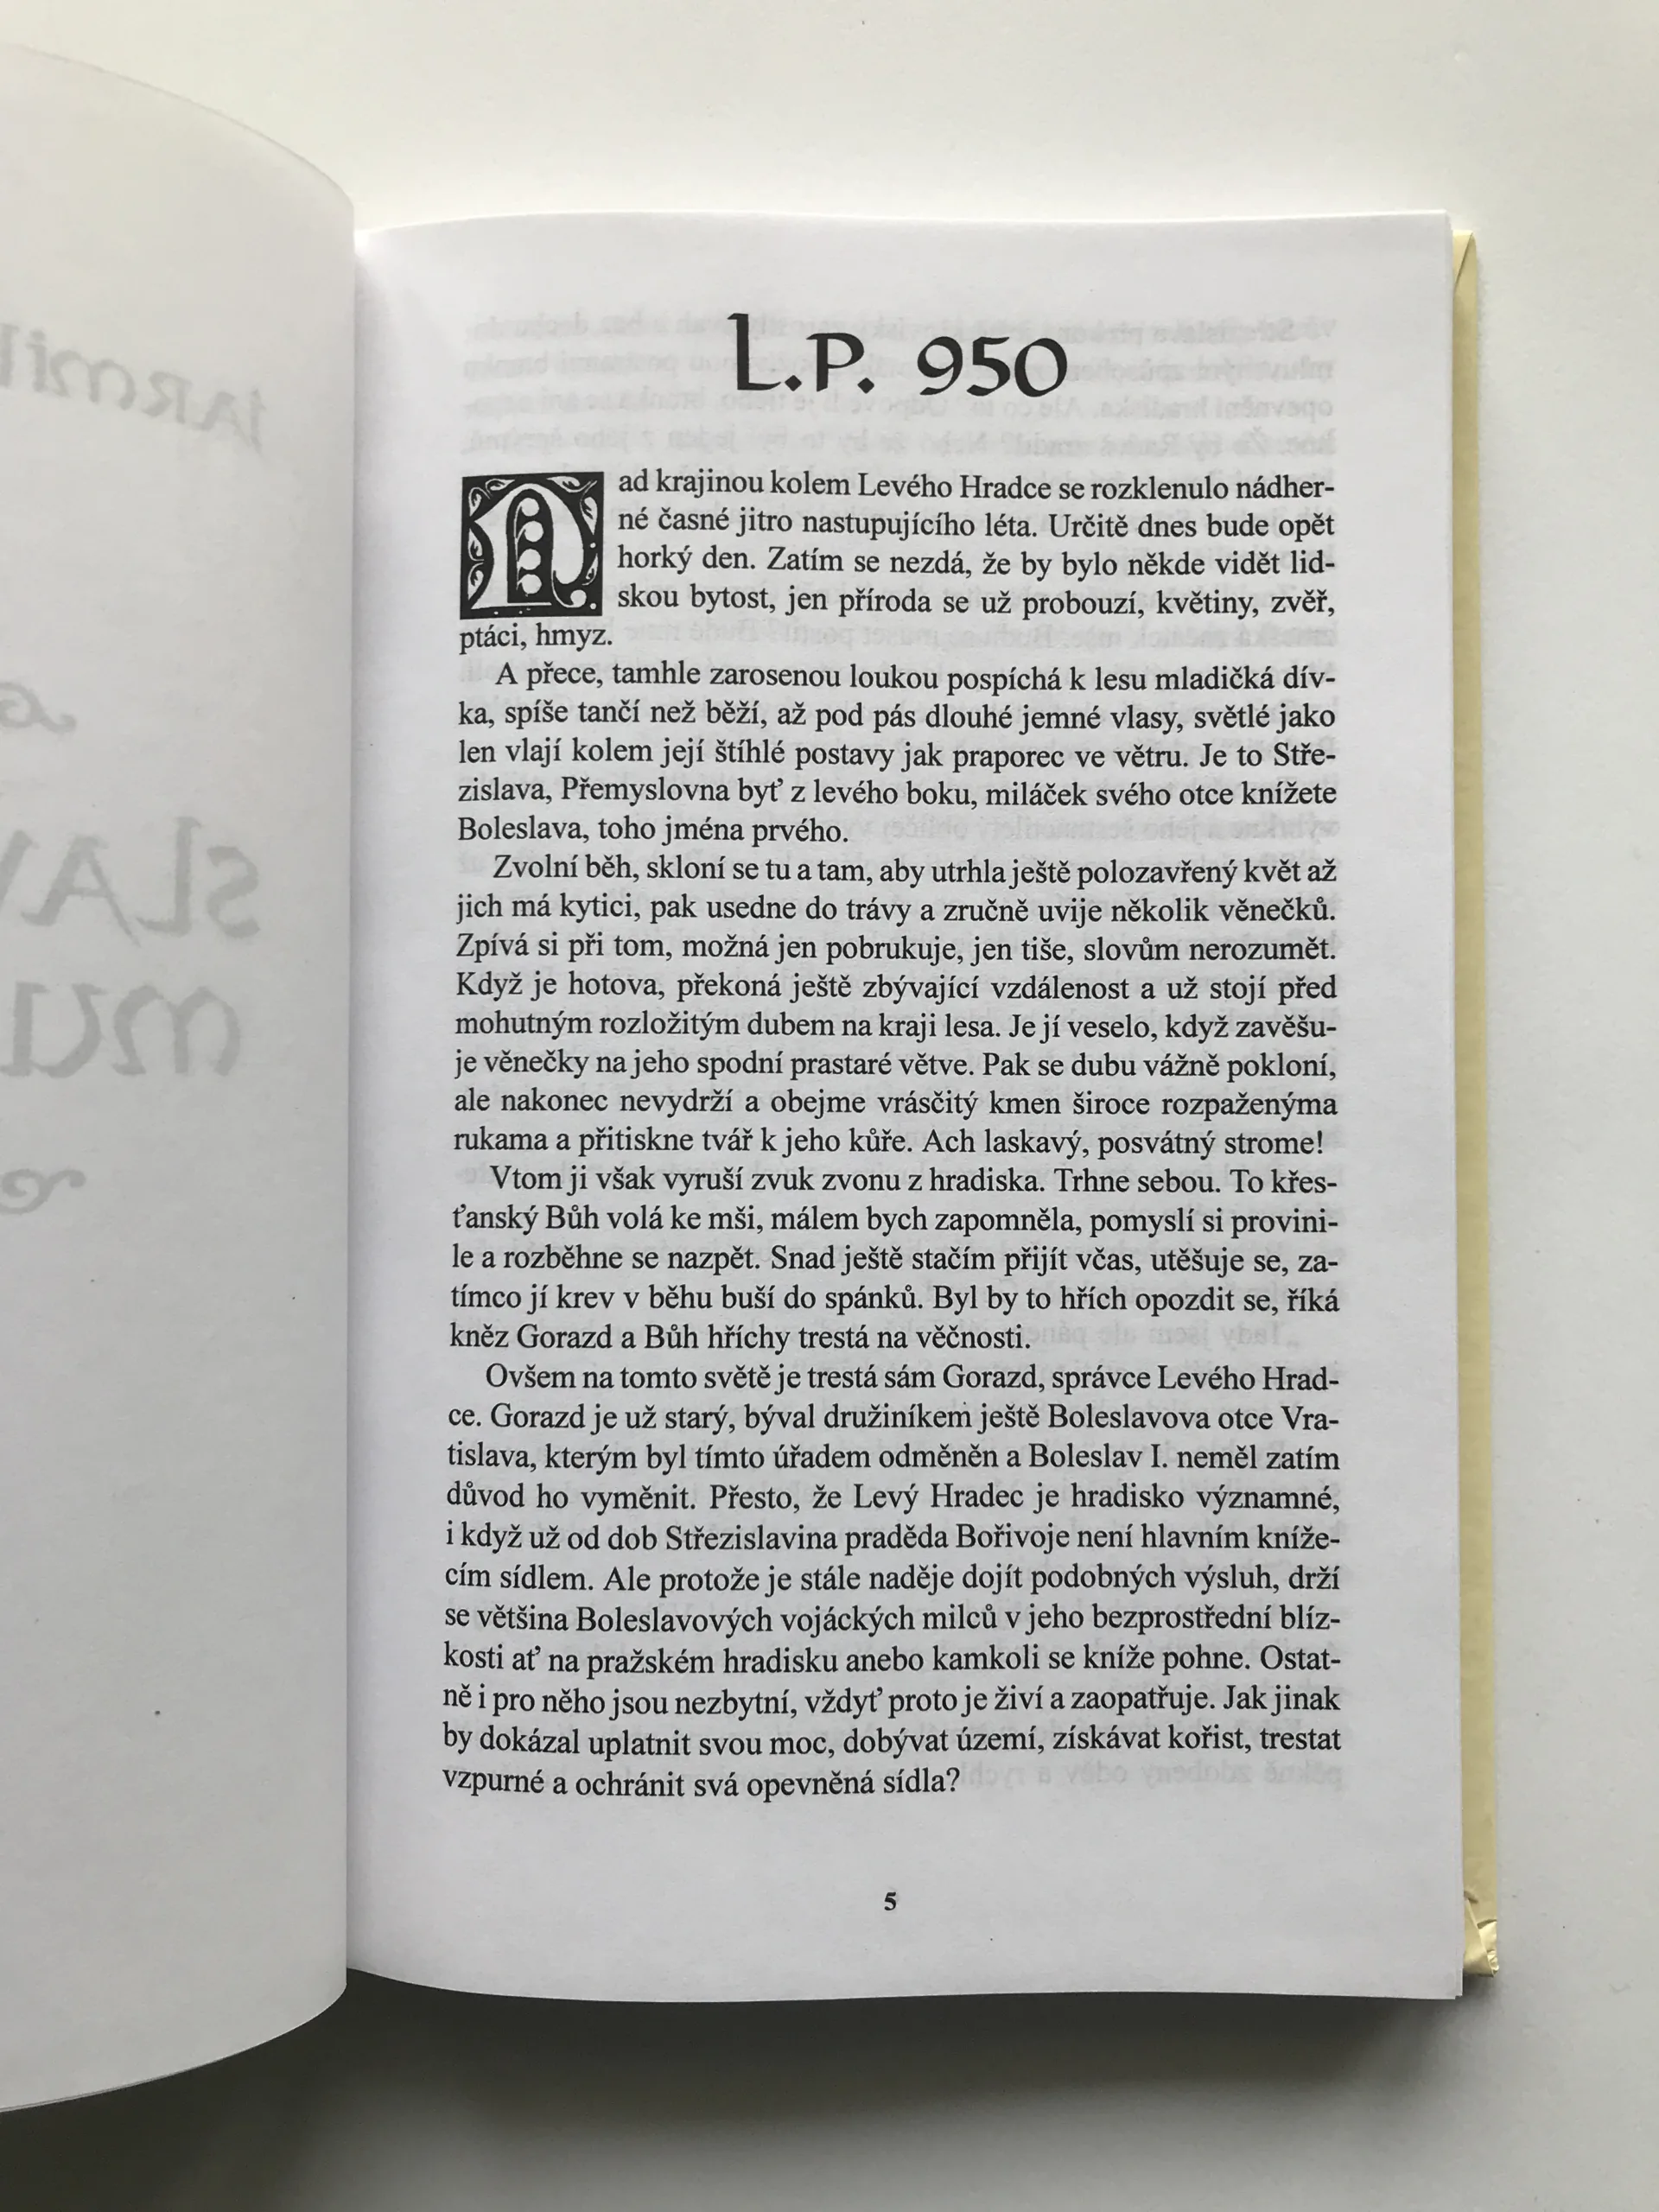 L.P. 950
Nad krajinou kolem Levého Hradce se rozklenulo nádher-
né časné jitro nastupujícího léta. Určitě dnes bude opět
horký den. Zatím se nezdá, že by bylo někde vidět lid-
skou bytost, jen příroda se už probouzí, květiny, zvěř,
ptáci, hmyz.
A přece, tamhle zarosenou loukou pospíchá k lesu mladičká dív-
ka, spíše tančí než běží, až pod pás dlouhé jemné vlasy, světlé jako
len vlají kolem její štíhlé postavy jak praporec ve větru. Je to Stře-
zislava, Přemyslovna byť z levého boku, miláček svého otce knížete
Boleslava, toho jména prvého.
Zvolní běh, skloní se tu a tam, aby utrhla ještě polozavřený květ až
jich má kytici, pak usedne do trávy a zručně uvije několik věnečků.
Zpívá si při tom, možná jen pobrukuje, jen tiše, slovům nerozumět.
Když je hotova, překoná ještě zbývající vzdálenost a už stojí před
mohutným rozložitým dubem na kraji lesa. Je jí veselo, když zavěšu-
je věnečky na jeho spodní prastaré větve. Pak se dubu vážně pokloní,
ale nakonec nevydrží a obejme vrásčitý kmen široce rozpaženýma
rukama a přitiskne tvář k jeho kůře. Ach laskavý, posvátný strome!
Vtom ji však vyruší zvuk zvonu z hradiska. Trhne sebou. To křes-
ťanský Bůh volá ke mši, málem bych zapomněla, pomyslí si provini-
le a rozběhne se nazpět. Snad ještě stačím přijít včas, utěšuje se, za-
tímco jí krev v běhu buší do spánků. Byl by to hřích opozdit se, říká
kněz Gorazd a Bůh hříchy trestá na věčnosti.
Ovšem na tomto světě je trestá sám Gorazd, správce Levého Hrad-
ce. Gorazd je už starý, býval družiníkem ještě Boleslavova otce Vra-
tislava, kterým byl tímto úřadem odměněn a Boleslav I. neměl zatím
důvod ho vyměnit. Přesto, že Levý Hradec je hradisko významné,
i když už od dob Střezislavina praděda Bořivoje není hlavním kníže-
cím sídlem. Ale protože je stále naděje dojít podobných výsluh, drží
se většina Boleslavových vojáckých milců v jeho bezprostřední blíz-
kosti ať na pražském hradisku anebo kamkoli se kníže pohne. Ostat-
ně i pro něho jsou nezbytní, vždyť proto je živí a zaopatřuje. Jak jinak
by dokázal uplatnit svou moc, dobývat území, získávat kořist, trestat
vzpurné a ochránit svá opevněná sídla?
5